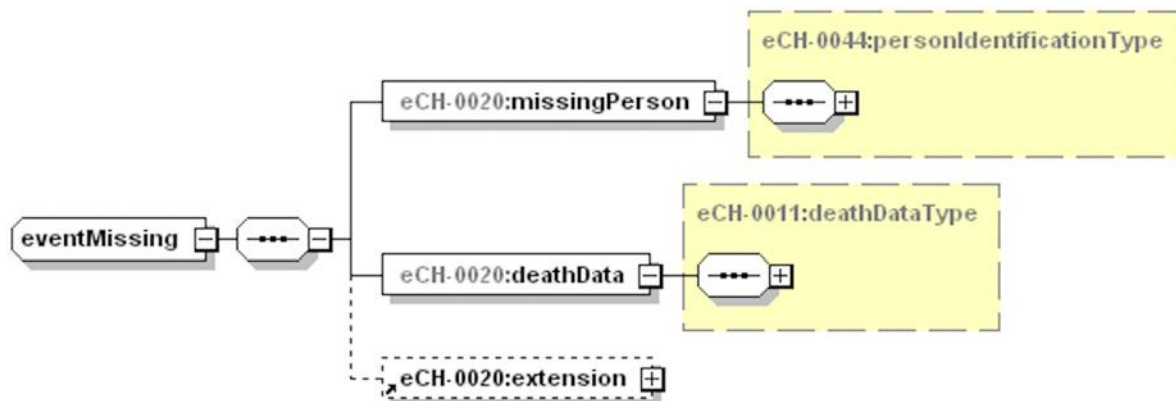 eCH-0044:personIdentificationType
eCH-0020:missingPerson
eCH-0011:deathDataType
eventMissing
eCH-0020:deathData
eCH-0020:extension